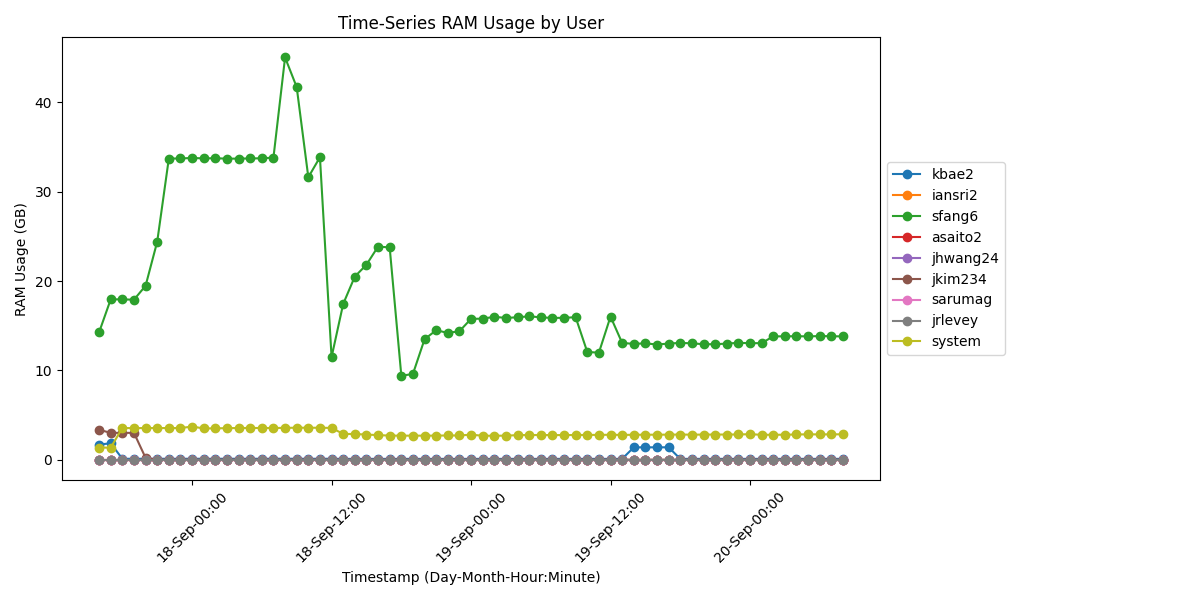 Time-Series RAM Usage by User
RAM Usage (GB)
40
30
20
10
0
18-Sep-00:00
18-Sep-12:00
19-Sep-00:00
19-Sep-12:00
20-Sep-00:00
Timestamp (Day-Month-Hour:Minute)
kbae2
iansri2
sfang6
asaito2
jhwang24
jkim234
sarumag
jrlevey
system